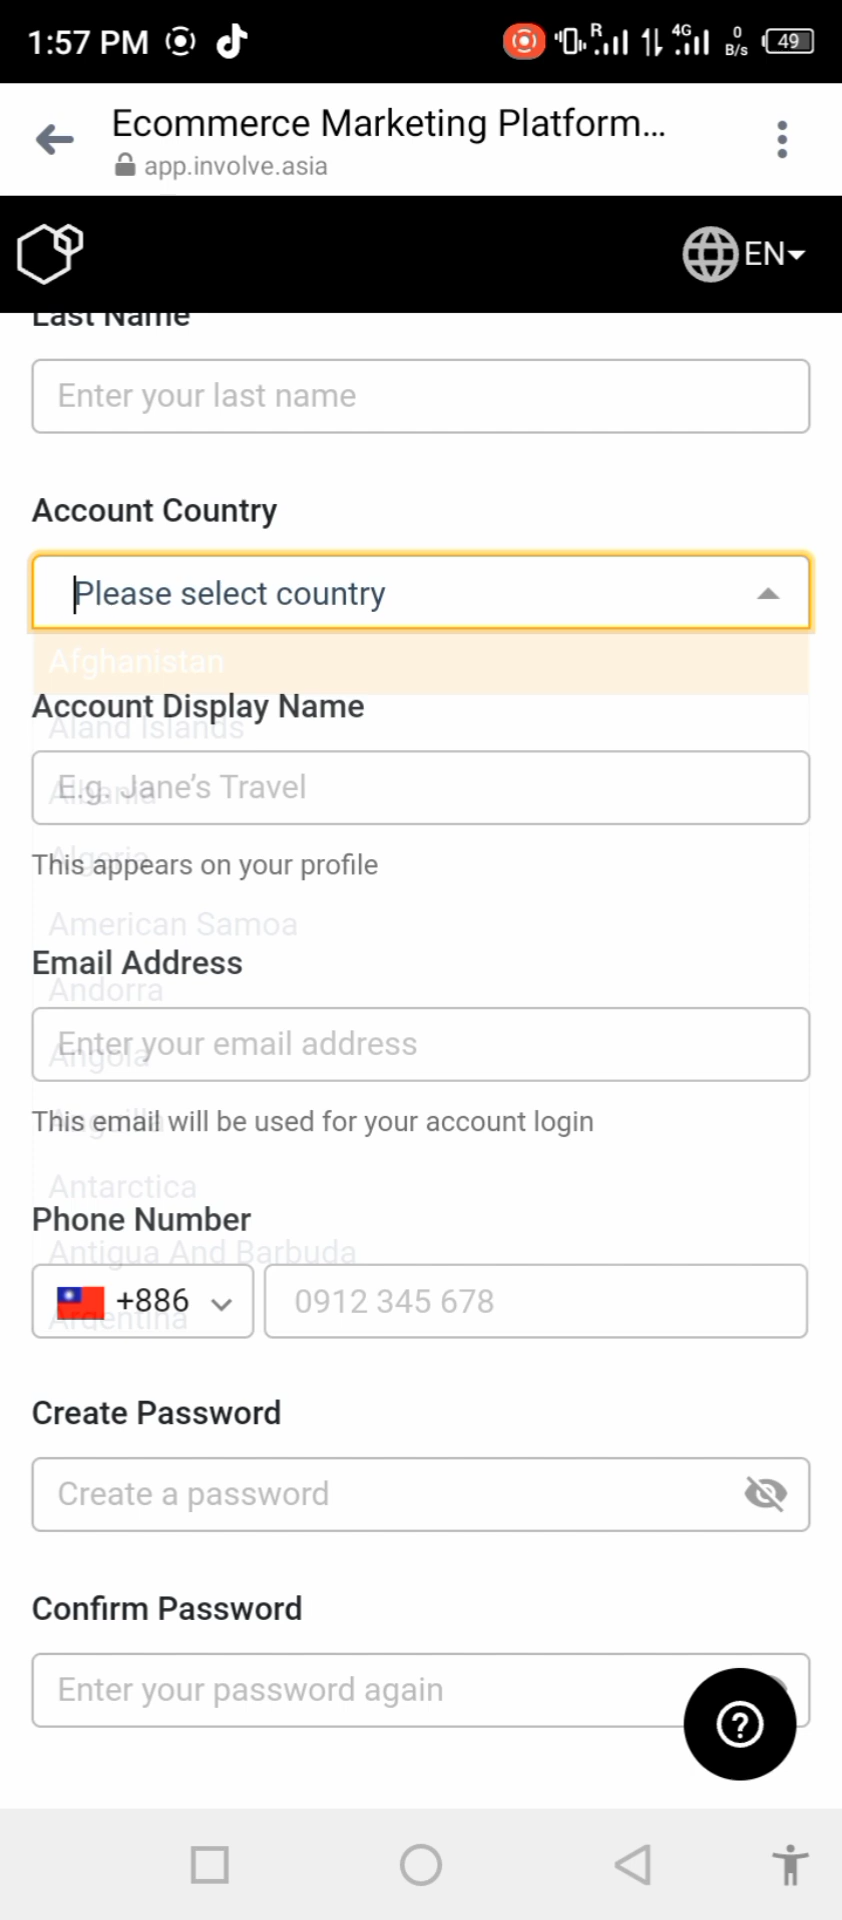 1:57 PM
R
4G
0
B/s
49
Ecommerce Marketing Platform...
app.involve.asia
EN
Last Name
Enter your last name
Account Country
Please select country
Afghanistan
Account Display Name
Aland Islands
E.g. Jane’s Travel
Albania
Algeria
This appears on your profile
American Samoa
Email Address
Andorra
Enter your email address
Angola
This email will be used for your account login
Anguilla
Antarctica
Phone Number
Antigua And Barbuda
+886
0912 345 678
Argentina
Create Password
Create a password
Confirm Password
Enter your password again
?